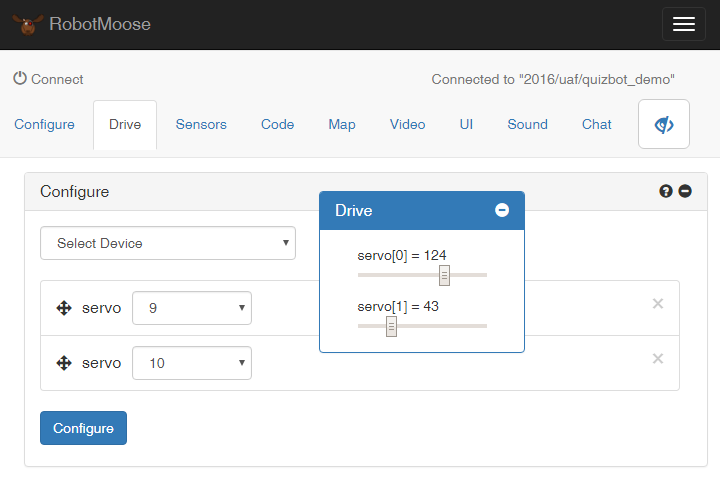 RobotMoose
Connect
Connected to "2016/uaf/quizbot_demo"
Configure Drive Sensors Code Map Video UI Sound Chat
Configure
Drive
Select Device
servo[0] = 124
servo 9
servo[1] = 43
servo 10
Configure